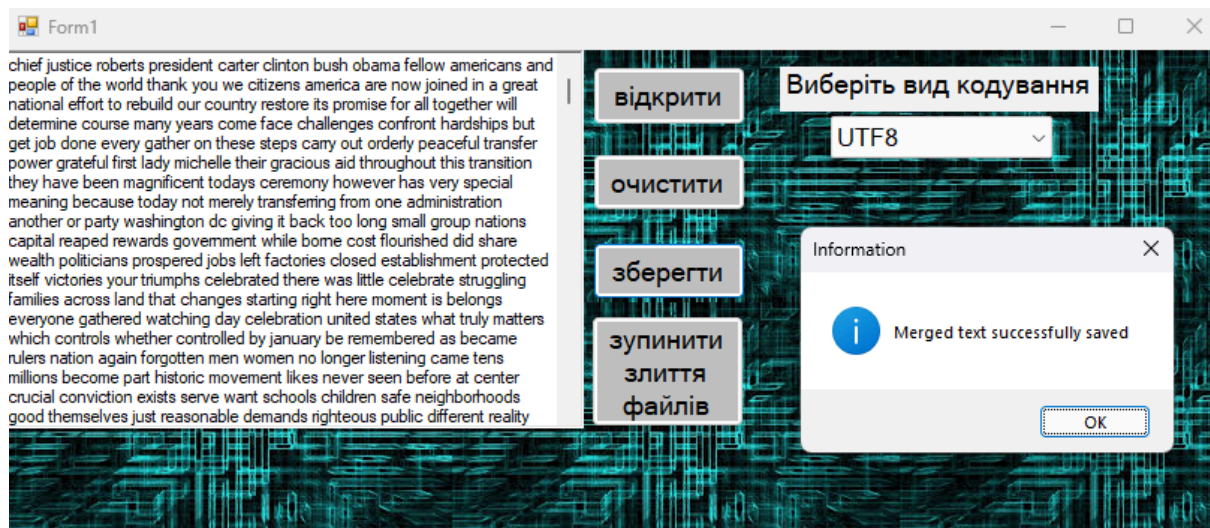 Form1
chief justice roberts president carter clinton bush obama fellow americans and
people of the world thank you we citizens america are now joined in a great
national effort to rebuild our country restore its promise for all together will
determine course many years come face challenges confront hardships but
get job done every gather on these steps carry out orderly peaceful transfer
power grateful first lady michelle their gracious aid throughout this transition
they have been magnificent todays ceremony however has very special
meaning because today not merely transferring from one administration
another or party washington dc giving it back too long small group nations
capital reaped rewards government while borne cost flourished did share
wealth politicians prospered jobs left factories closed establishment protected
itself victories your triumphs celebrated there was little celebrate struggling
families across land that changes starting right here moment is belongs
everyone gathered watching day celebration united states what truly matters
which controls whether controlled by january be remembered as became
rulers nation again forgotten men women no longer listening came tens
millions become part historic movement likes never seen before at center
crucial conviction exists serve want schools children safe neighborhoods
good themselves just reasonable demands righteous public different reality
відкрити
очистити
зберегти
зупинити
злиття
файлів
Виберіть вид кодування
UTF8
Information
Merged text successfully saved
OK